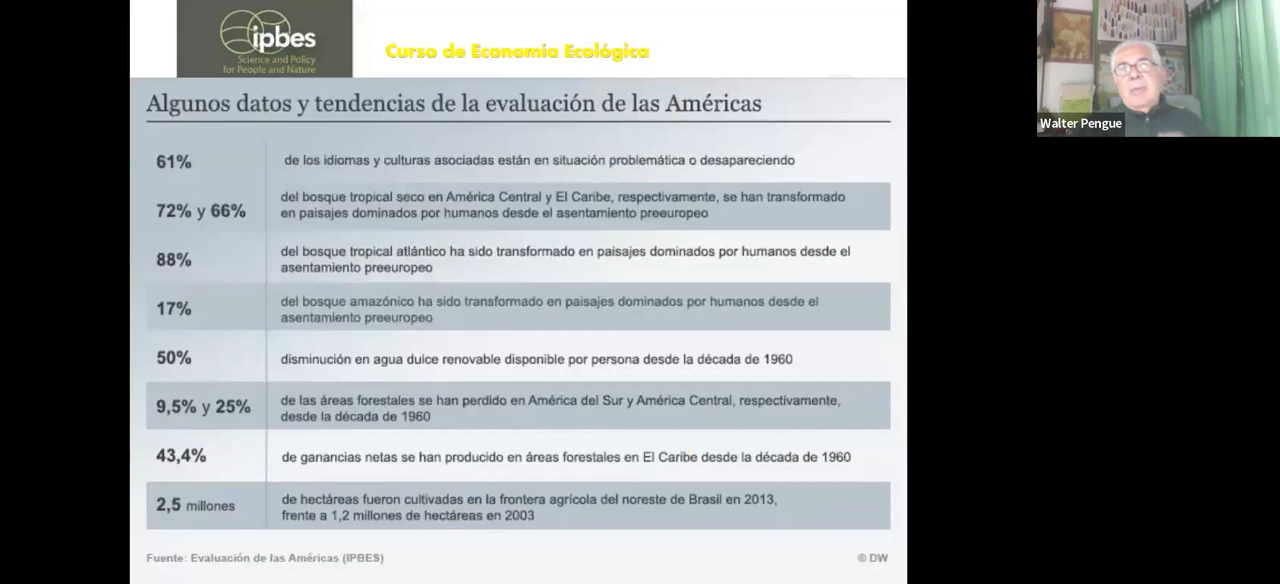 ipbes
Science and Policy
for People and Nature
Curso de Economía Ecológica
Algunos datos y tendencias de la evaluación de las Américas
61% de los idiomas y culturas asociadas están en situación problemática o desapareciendo
72% y 66% del bosque tropical seco en América Central y El Caribe, respectivamente, se han transformado
en paisajes dominados por humanos desde el asentamiento preeuropeo
88% del bosque tropical atlántico ha sido transformado en paisajes dominados por humanos desde el
asentamiento preeuropeo
17% del bosque amazónico ha sido transformado en paisajes dominados por humanos desde el
asentamiento preeuropeo
50% disminución en agua dulce renovable disponible por persona desde la década de 1960
9,5% y 25% de las áreas forestales se han perdido en América del Sur y América Central, respectivamente,
desde la década de 1960
43,4% de ganancias netas se han producido en áreas forestales en El Caribe desde la década de 1960
2,5 millones de hectáreas fueron cultivadas en la frontera agrícola del noreste de Brasil en 2013,
frente a 1,2 millones de hectáreas en 2003
Fuente: Evaluación de las Américas (IPBES) © DW
Walter Pengue